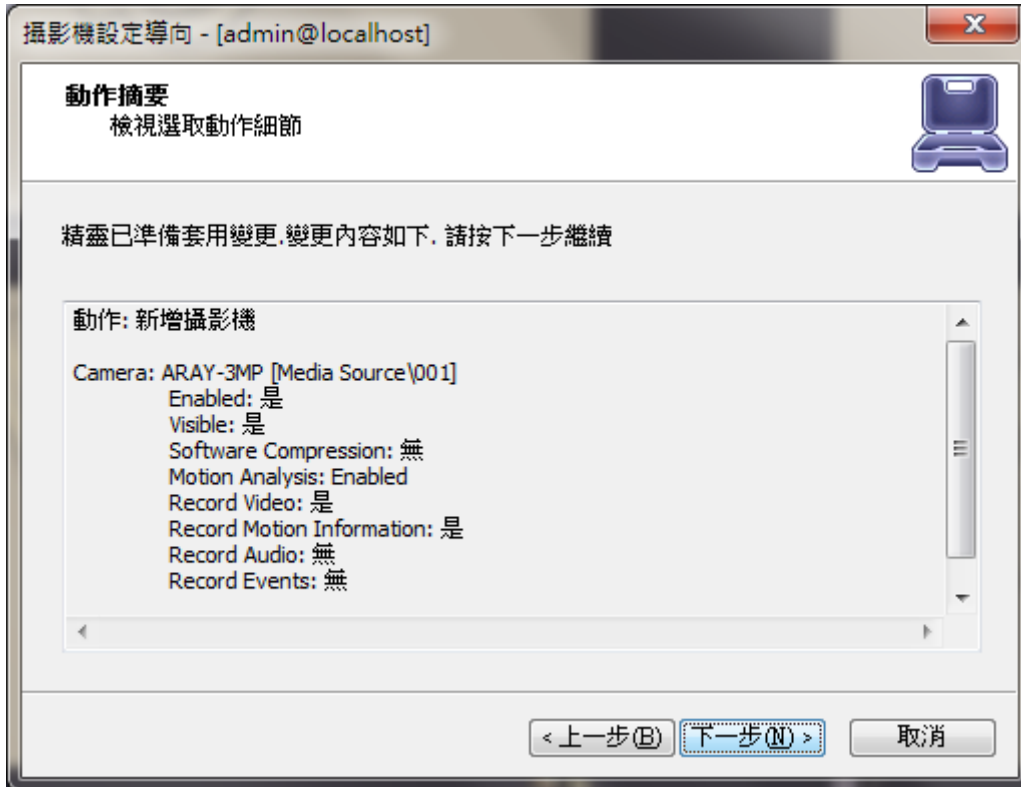 攝影機設定導向 - [admin@localhost]
動作摘要
檢視選取動作細節
精靈已準備套用變更.變更內容如下. 請按下一步繼續
動作: 新增攝影機
Camera: ARAY-3MP [Media Source\001]
Enabled: 是
Visible: 是
Software Compression: 無
Motion Analysis: Enabled
Record Video: 是
Record Motion Information: 是
Record Audio: 無
Record Events: 無
<上一步(B) 下一步(N)> 取消